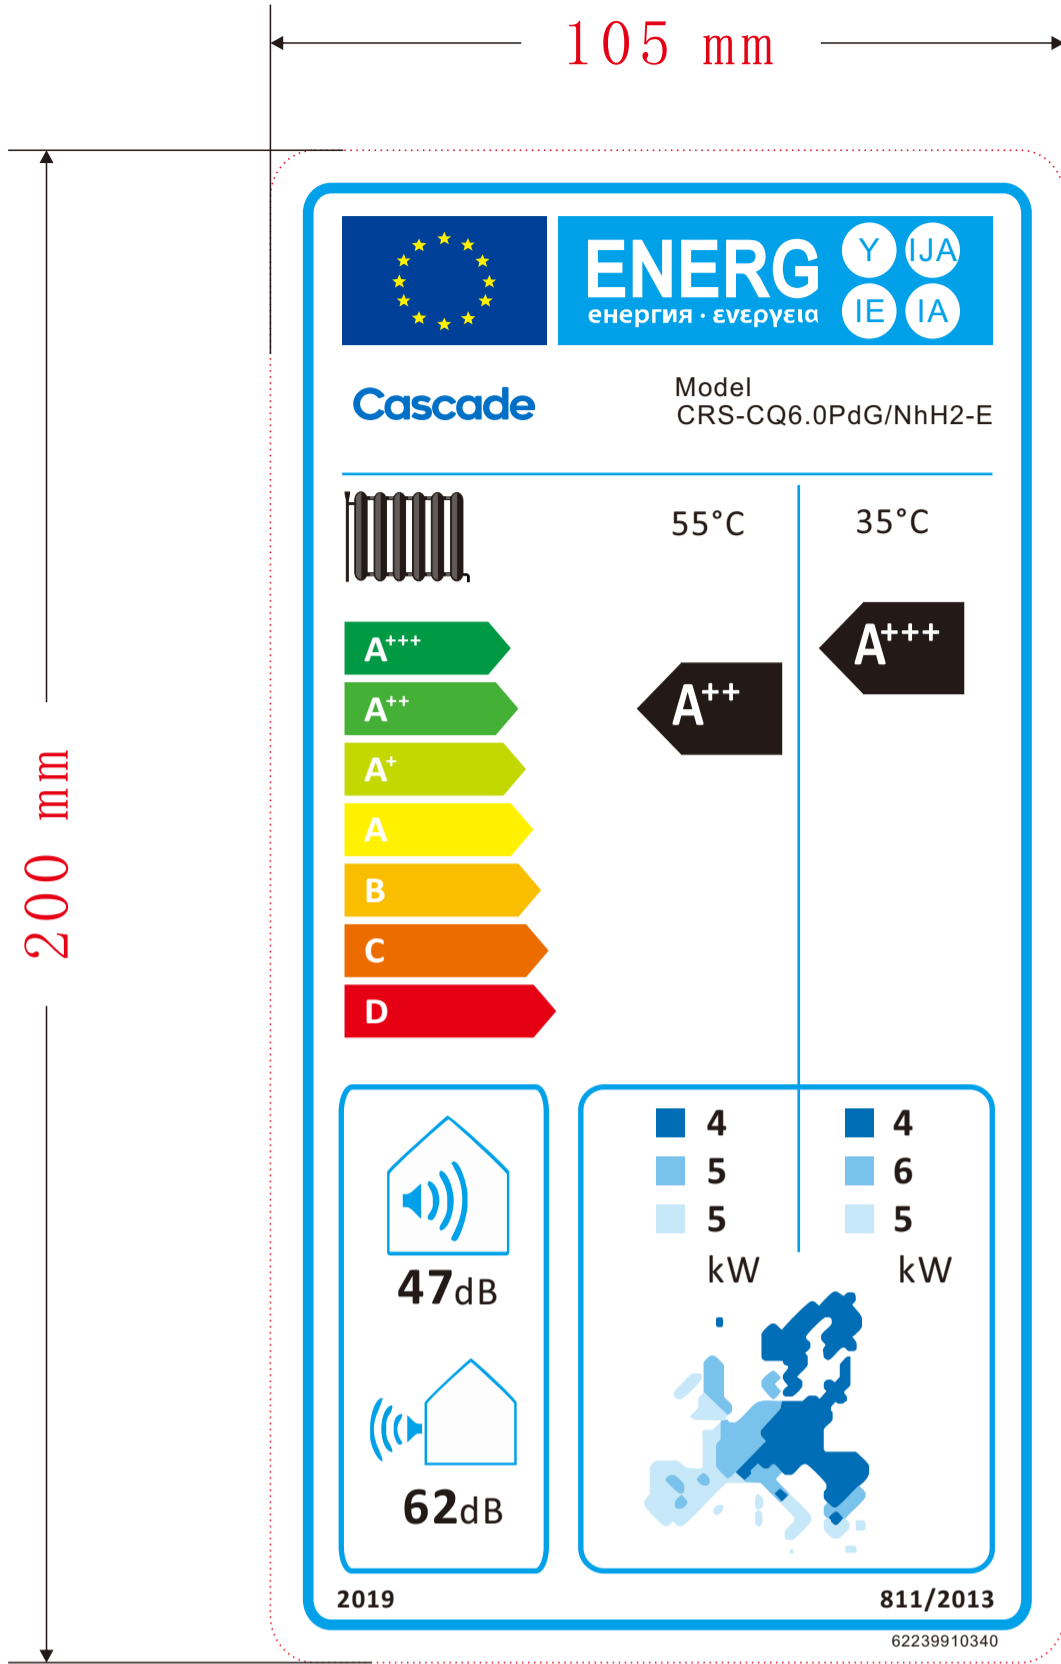 105 mm
200 mm
ENERG
енергия · ενεργεια
Y IJA
IE IA
Cascade
Model
CRS-CQ6.0PdG/NhH2-E
55°C 35°C
A+++
A++
A+
A
B
C
D
A++
A+++
47dB
62dB
4 4
5 6
5 5
kW kW
2019 811/2013
62239910340